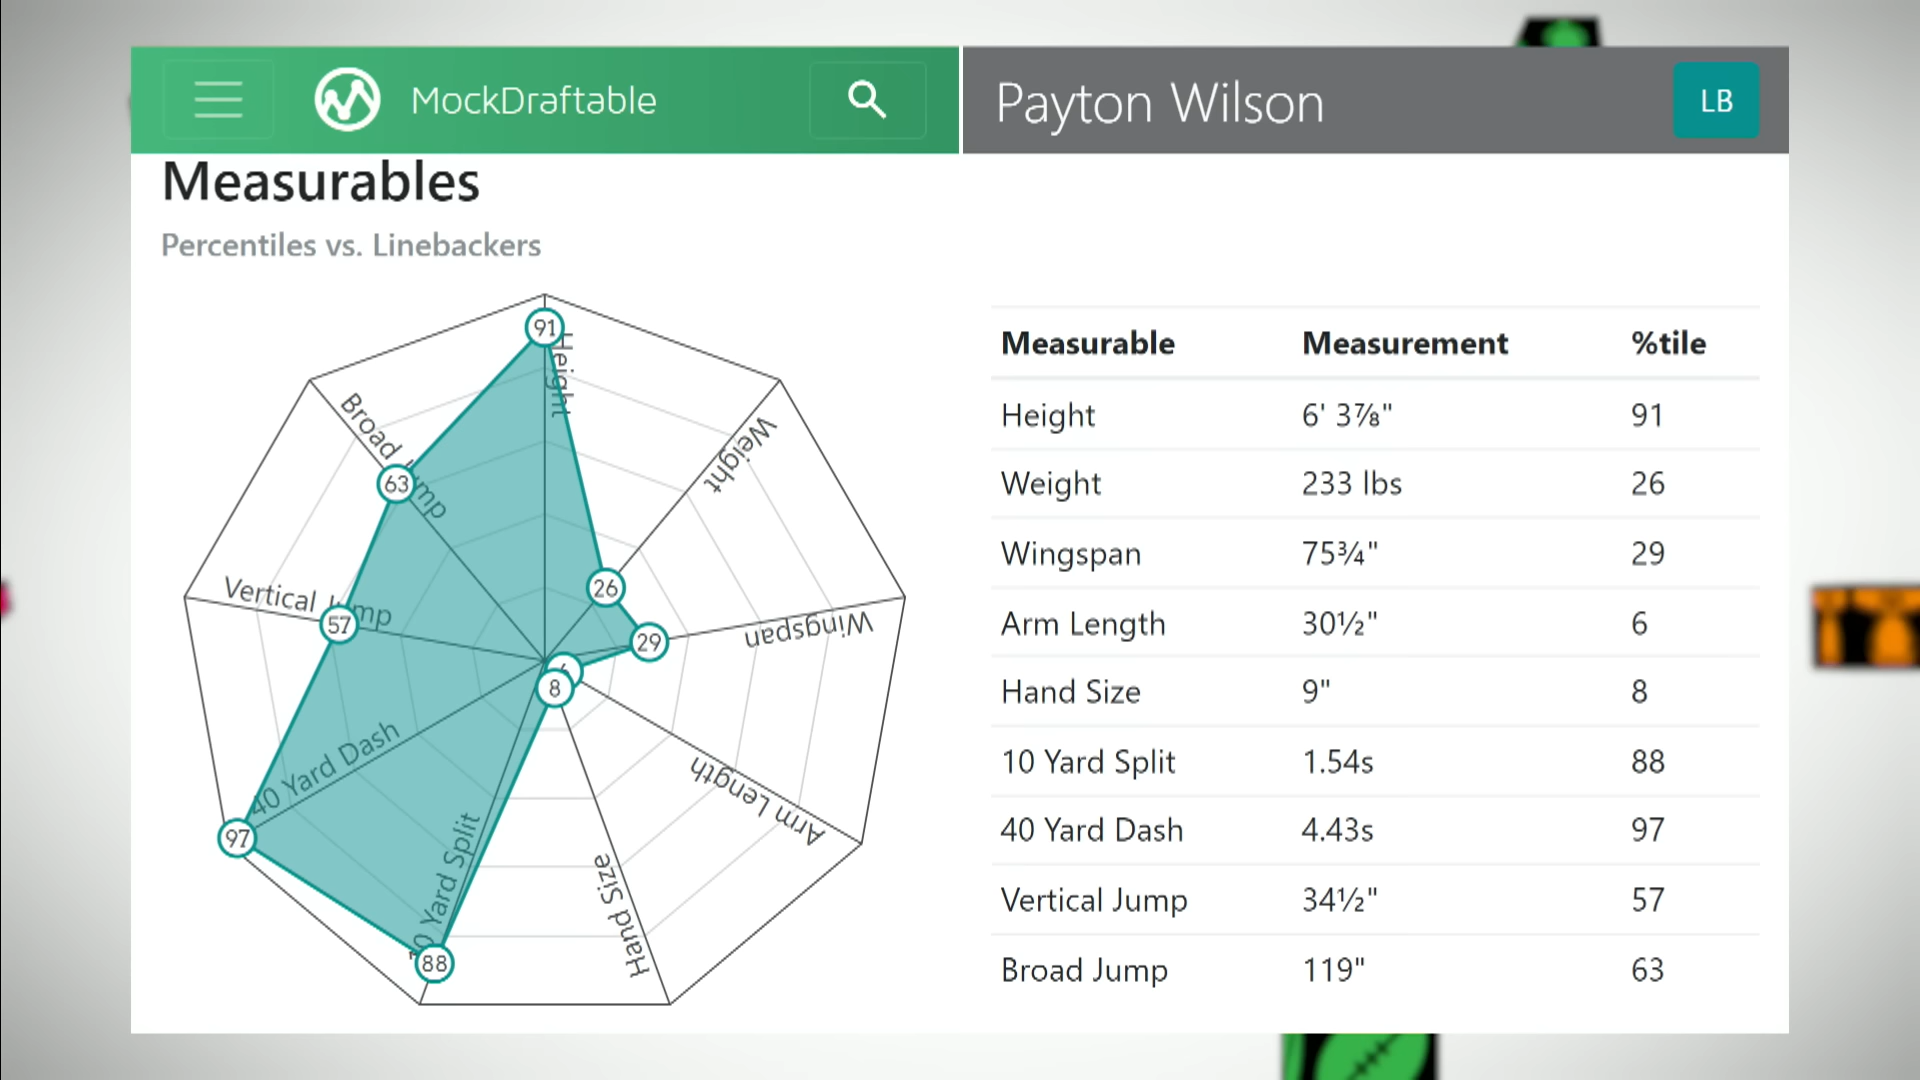 MockDraftable
Payton Wilson
LB
Measurables
Percentiles vs. Linebackers
91
Height
Weight
26
Wingspan
29
Arm Length
8
Hand Size
Yard Split
88
40 Yard Dash
97
Vertical
57
Broad
63
Measurable Measurement %tile
Height 6' 3⅞" 91
Weight 233 lbs 26
Wingspan 75¾" 29
Arm Length 30½" 6
Hand Size 9" 8
10 Yard Split 1.54s 88
40 Yard Dash 4.43s 97
Vertical Jump 34½" 57
Broad Jump 119" 63